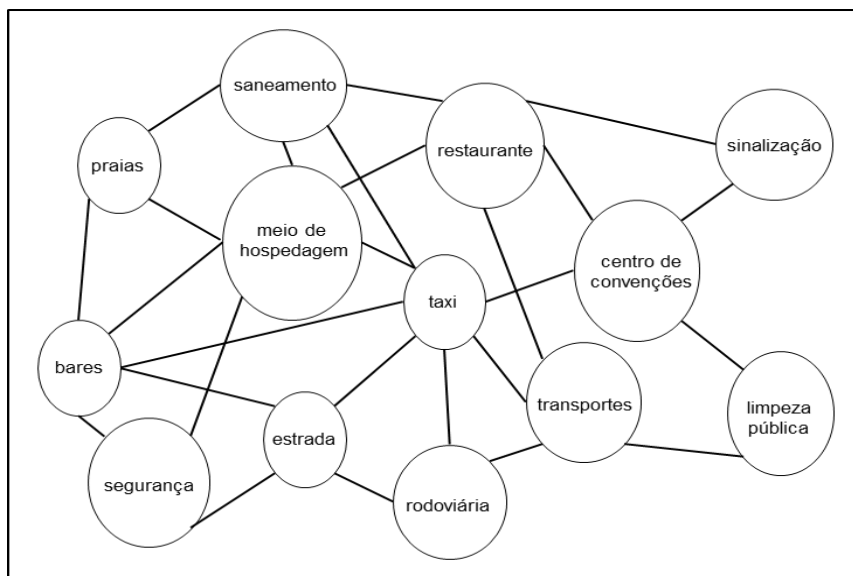 saneamento
restaurante
sinalização
praias
meio de
hospedagem
centro de
convenções
taxi
bares
transportes
limpeza
pública
estrada
segurança
rodoviária